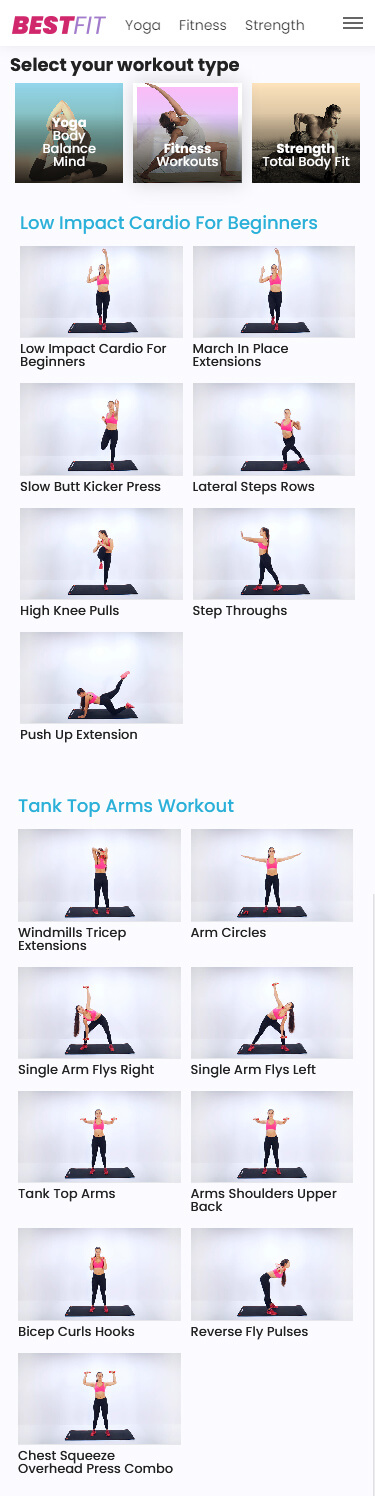 BESTFIT Yoga Fitness Strength
Select your workout type
Yoga
Body
Balance
Mind
Fitness
Workouts
Strength
Total Body Fit
Low Impact Cardio For Beginners
Low Impact Cardio For
Beginners
March In Place
Extensions
Slow Butt Kicker Press
Lateral Steps Rows
High Knee Pulls
Step Throughs
Push Up Extension
Tank Top Arms Workout
Windmills Tricep
Extensions
Arm Circles
Single Arm Flys Right
Single Arm Flys Left
Tank Top Arms
Arms Shoulders Upper
Back
Bicep Curls Hooks
Reverse Fly Pulses
Chest Squeeze
Overhead Press Combo